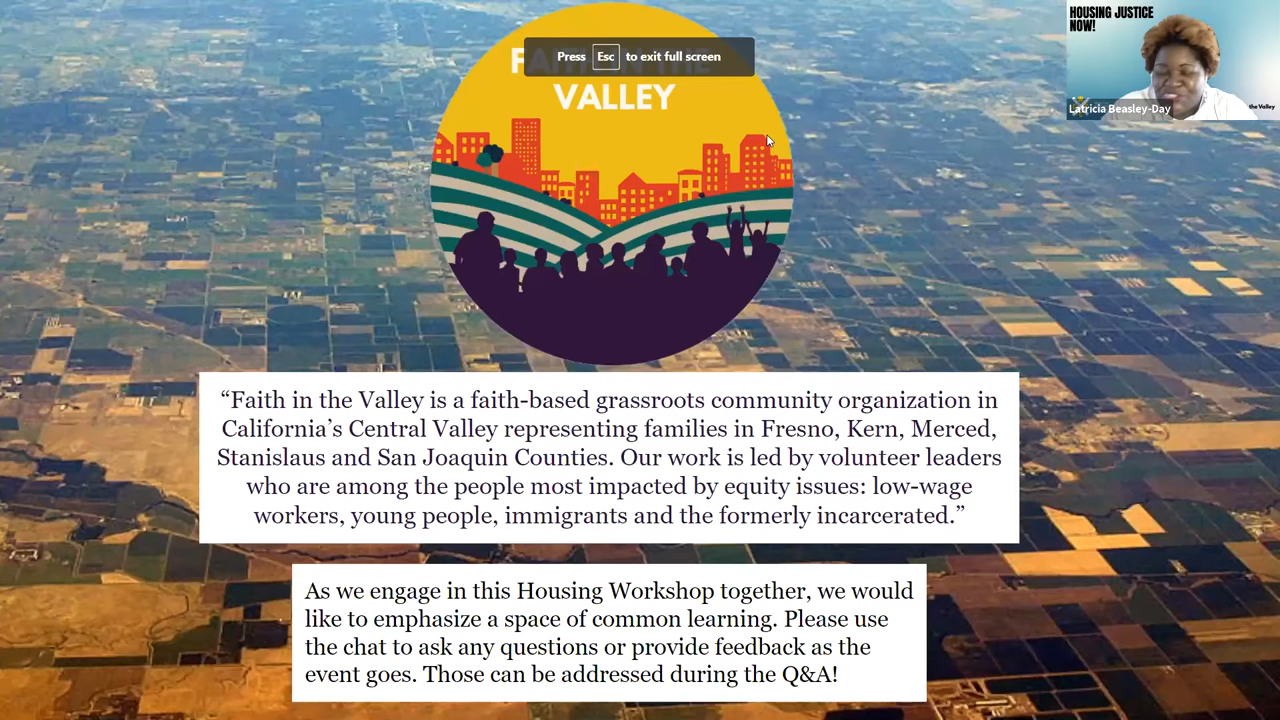 HOUSING JUSTICE
NOW!
Press Esc to exit full screen
VALLEY
Latricia Beasley-Day
the Valley
“Faith in the Valley is a faith-based grassroots community organization in
California’s Central Valley representing families in Fresno, Kern, Merced,
Stanislaus and San Joaquin Counties. Our work is led by volunteer leaders
who are among the people most impacted by equity issues: low-wage
workers, young people, immigrants and the formerly incarcerated.”
As we engage in this Housing Workshop together, we would
like to emphasize a space of common learning. Please use
the chat to ask any questions or provide feedback as the
event goes. Those can be addressed during the Q&A!